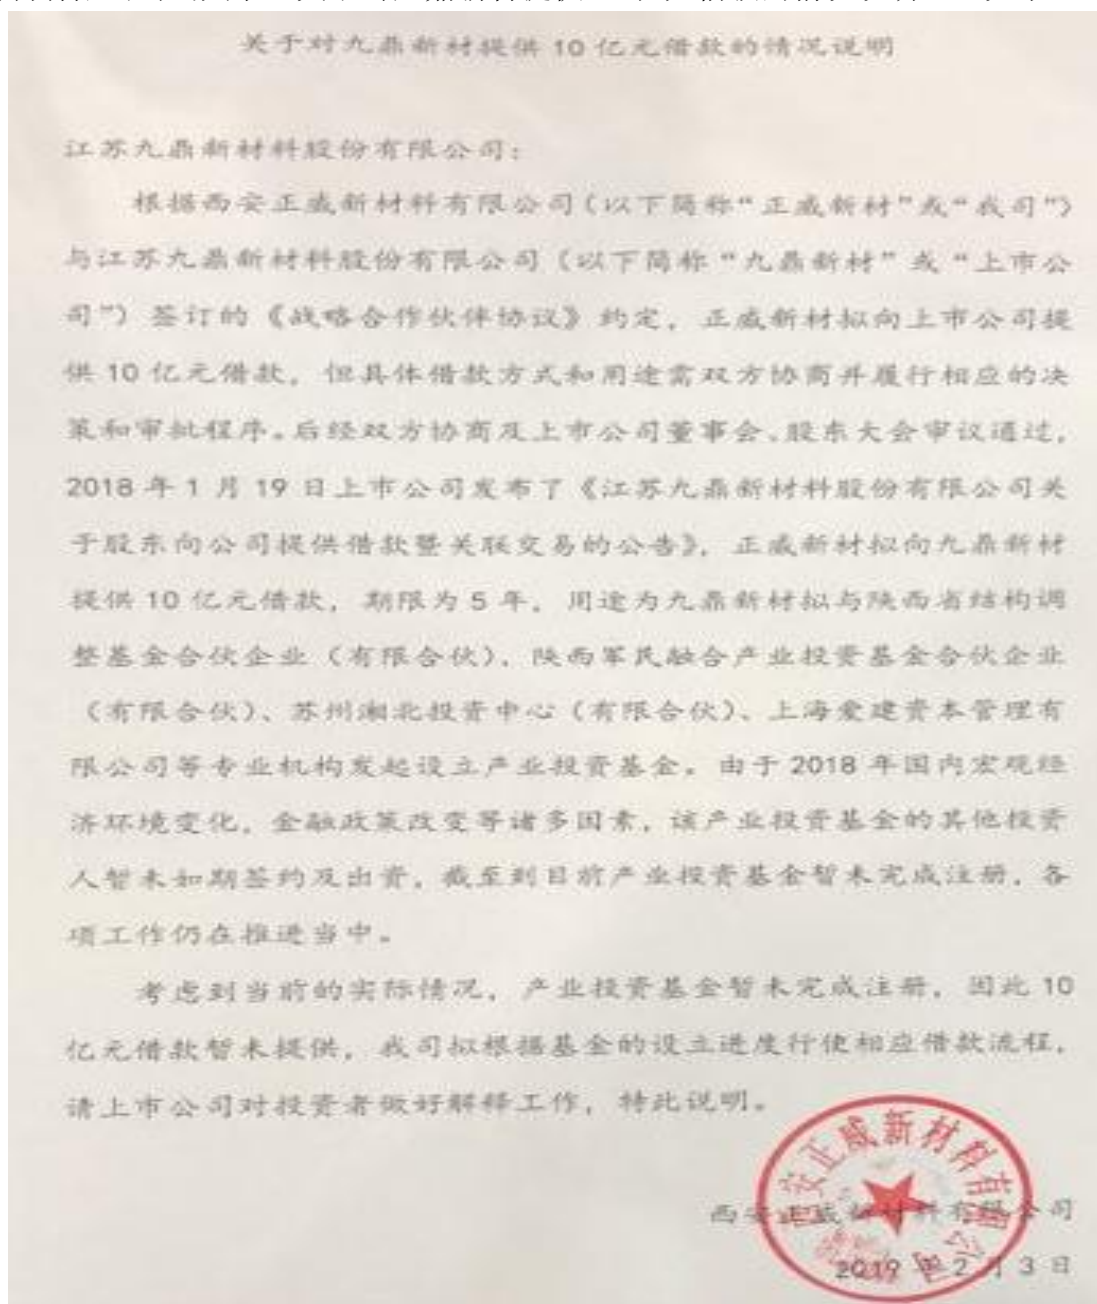 关于对九鼎新材提供 10 亿元借款的情况说明
江苏九鼎新材料股份有限公司：
根据西安正威新材料有限公司（以下简称“正威新材”或“我司”）
与江苏九鼎新材料股份有限公司（以下简称“九鼎新材”或“上市公
司”）签订的《战略合作伙伴协议》约定，正威新材拟向上市公司提
供 10 亿元借款，但具体借款方式和用途需双方协商并履行相应的决
策和审批程序。后经双方协商及上市公司董事会、股东大会审议通过，
2018 年 1 月 19 日上市公司发布了《江苏九鼎新材料股份有限公司关
于股东向公司提供借款暨关联交易的公告》，正威新材拟向九鼎新材
提供 10 亿元借款，期限为 5 年，用途为九鼎新材拟与陕西省结构调
整基金合伙企业（有限合伙）、陕西军民融合产业投资基金合伙企业
（有限合伙）、苏州湘北投资中心（有限合伙）、上海爱建资本管理有
限公司等专业机构发起设立产业投资基金。由于 2018 年国内宏观经
济环境变化，金融政策改变等诸多因素，该产业投资基金的其他投资
人暂未如期签约及出资，截至到目前产业投资基金暂未完成注册，各
项工作仍在推进当中。
考虑到当前的实际情况，产业投资基金暂未完成注册，因此 10
亿元借款暂未提供，我司拟根据基金的设立进度行使相应借款流程，
请上市公司对投资者做好解释工作，特此说明。
西安正威新材料有限公司
西安正威新材料有限公司
2019 年 2 月 3 日